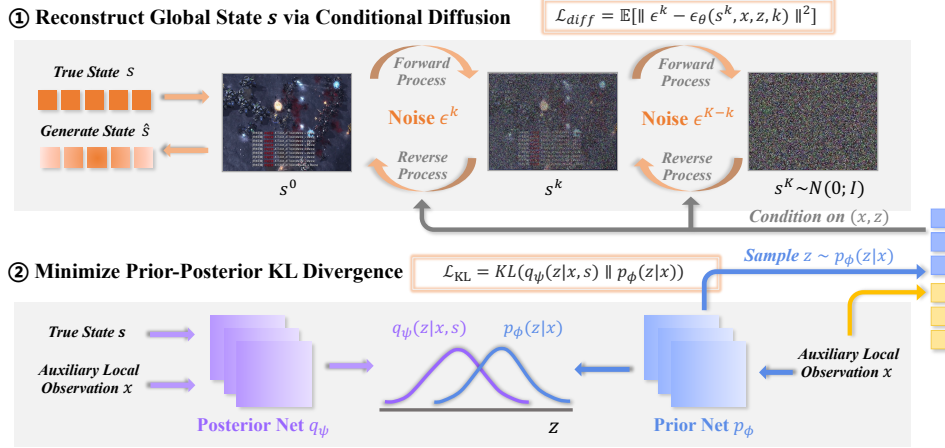 ① Reconstruct Global State s via Conditional Diffusion
ℒ_diff = 𝔼[∥ ϵ^k − ϵ_θ(s^k, x, z, k) ∥²]
True State s
Generate State ŝ
Forward
Process
Noise ϵ^k
Reverse
Process
Forward
Process
Noise ϵ^{K−k}
Reverse
Process
s^0
s^k
s^K~N(0; I)
Condition on (x, z)
② Minimize Prior-Posterior KL Divergence
ℒ_KL = KL(q_ψ(z|x, s) ∥ p_ϕ(z|x))
Sample z ~ p_ϕ(z|x)
True State s
Auxiliary Local
Observation x
q_ψ(z|x, s)
p_ϕ(z|x)
Auxiliary Local
Observation x
Posterior Net q_ψ
z
Prior Net p_ϕ